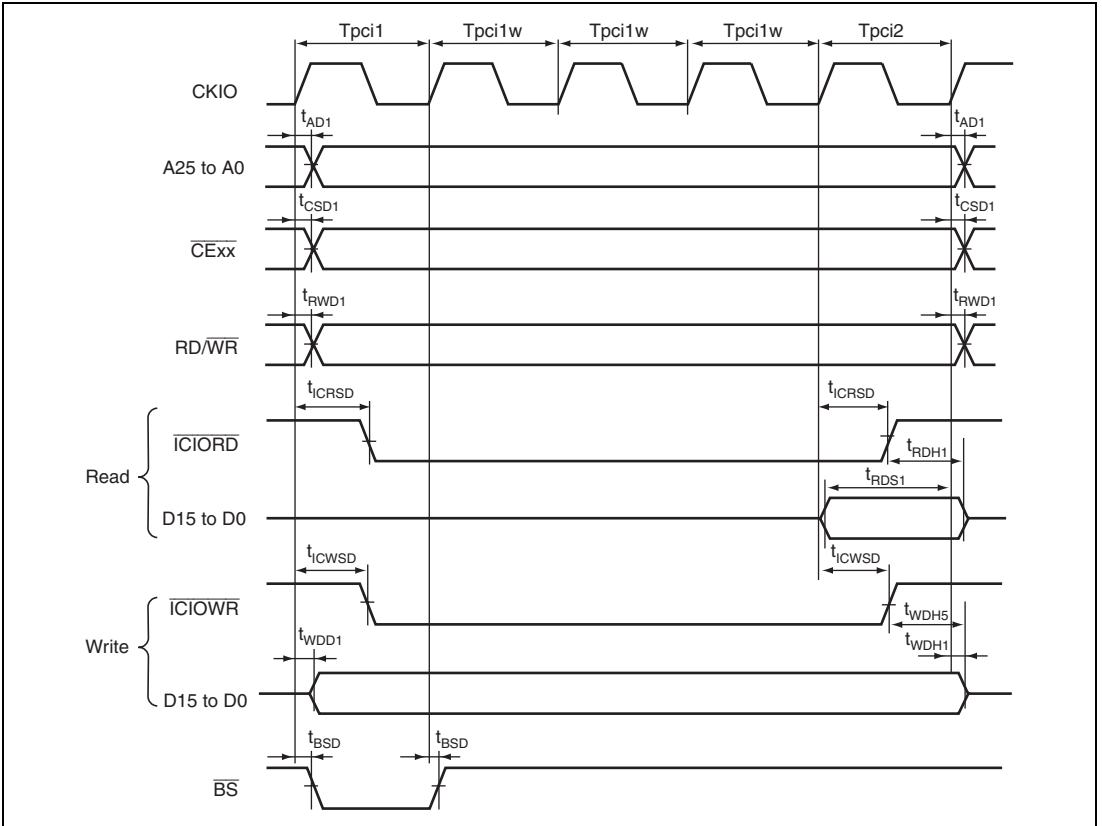 Tpci1 Tpci1w Tpci1w Tpci1w Tpci2
CKIO
tAD1 tAD1
A25 to A0
tCSD1 tCSD1
CExx
tRWD1 tRWD1
RD/WR
tICRSD tICRSD
ICIORD
tRDH1
Read
tRDS1
D15 to D0
tICWSD tICWSD
ICIOWR
tWDH5
Write
tWDD1 tWDH1
D15 to D0
tBSD tBSD
BS